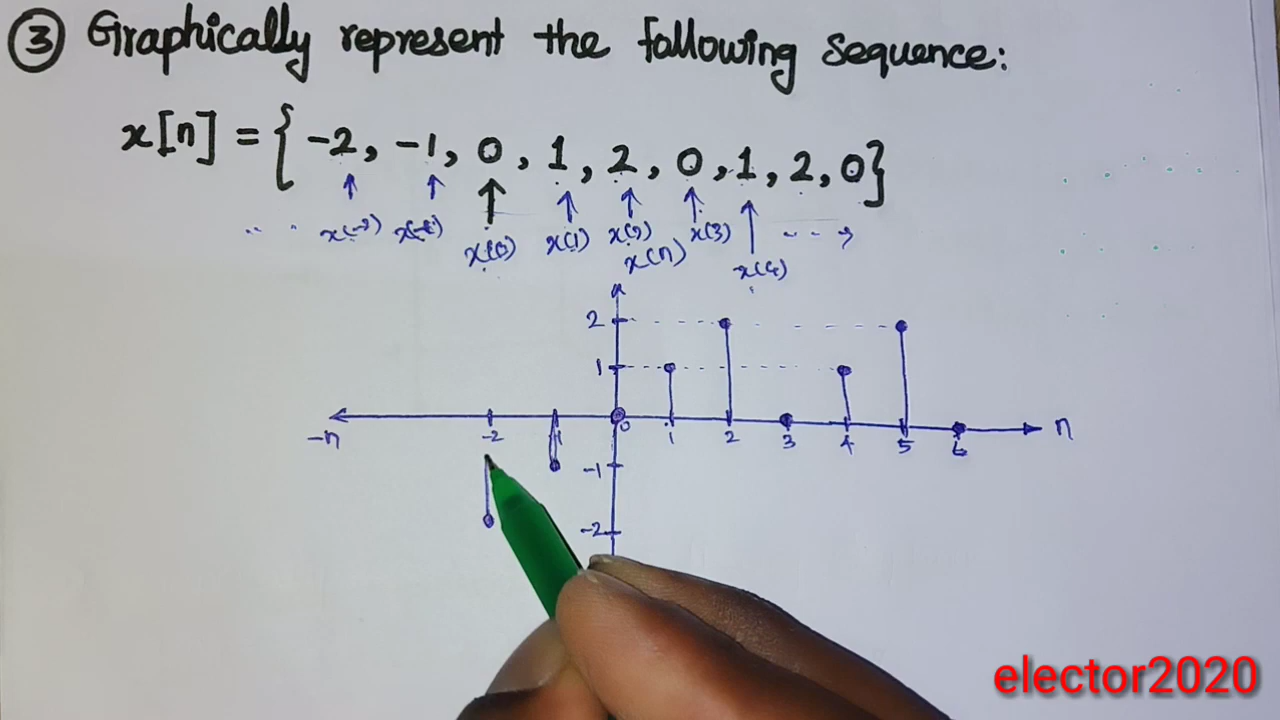 ③ Graphically represent the following sequence:
x[n] = { -2, -1, 0, 1, 2, 0, 1, 2, 0}
x(0) x(1) x(2) x(3)
x(n)
x(4)
2
1
-n -2 0 1 2 3 4 5 6 n
-1
-2
elector2020